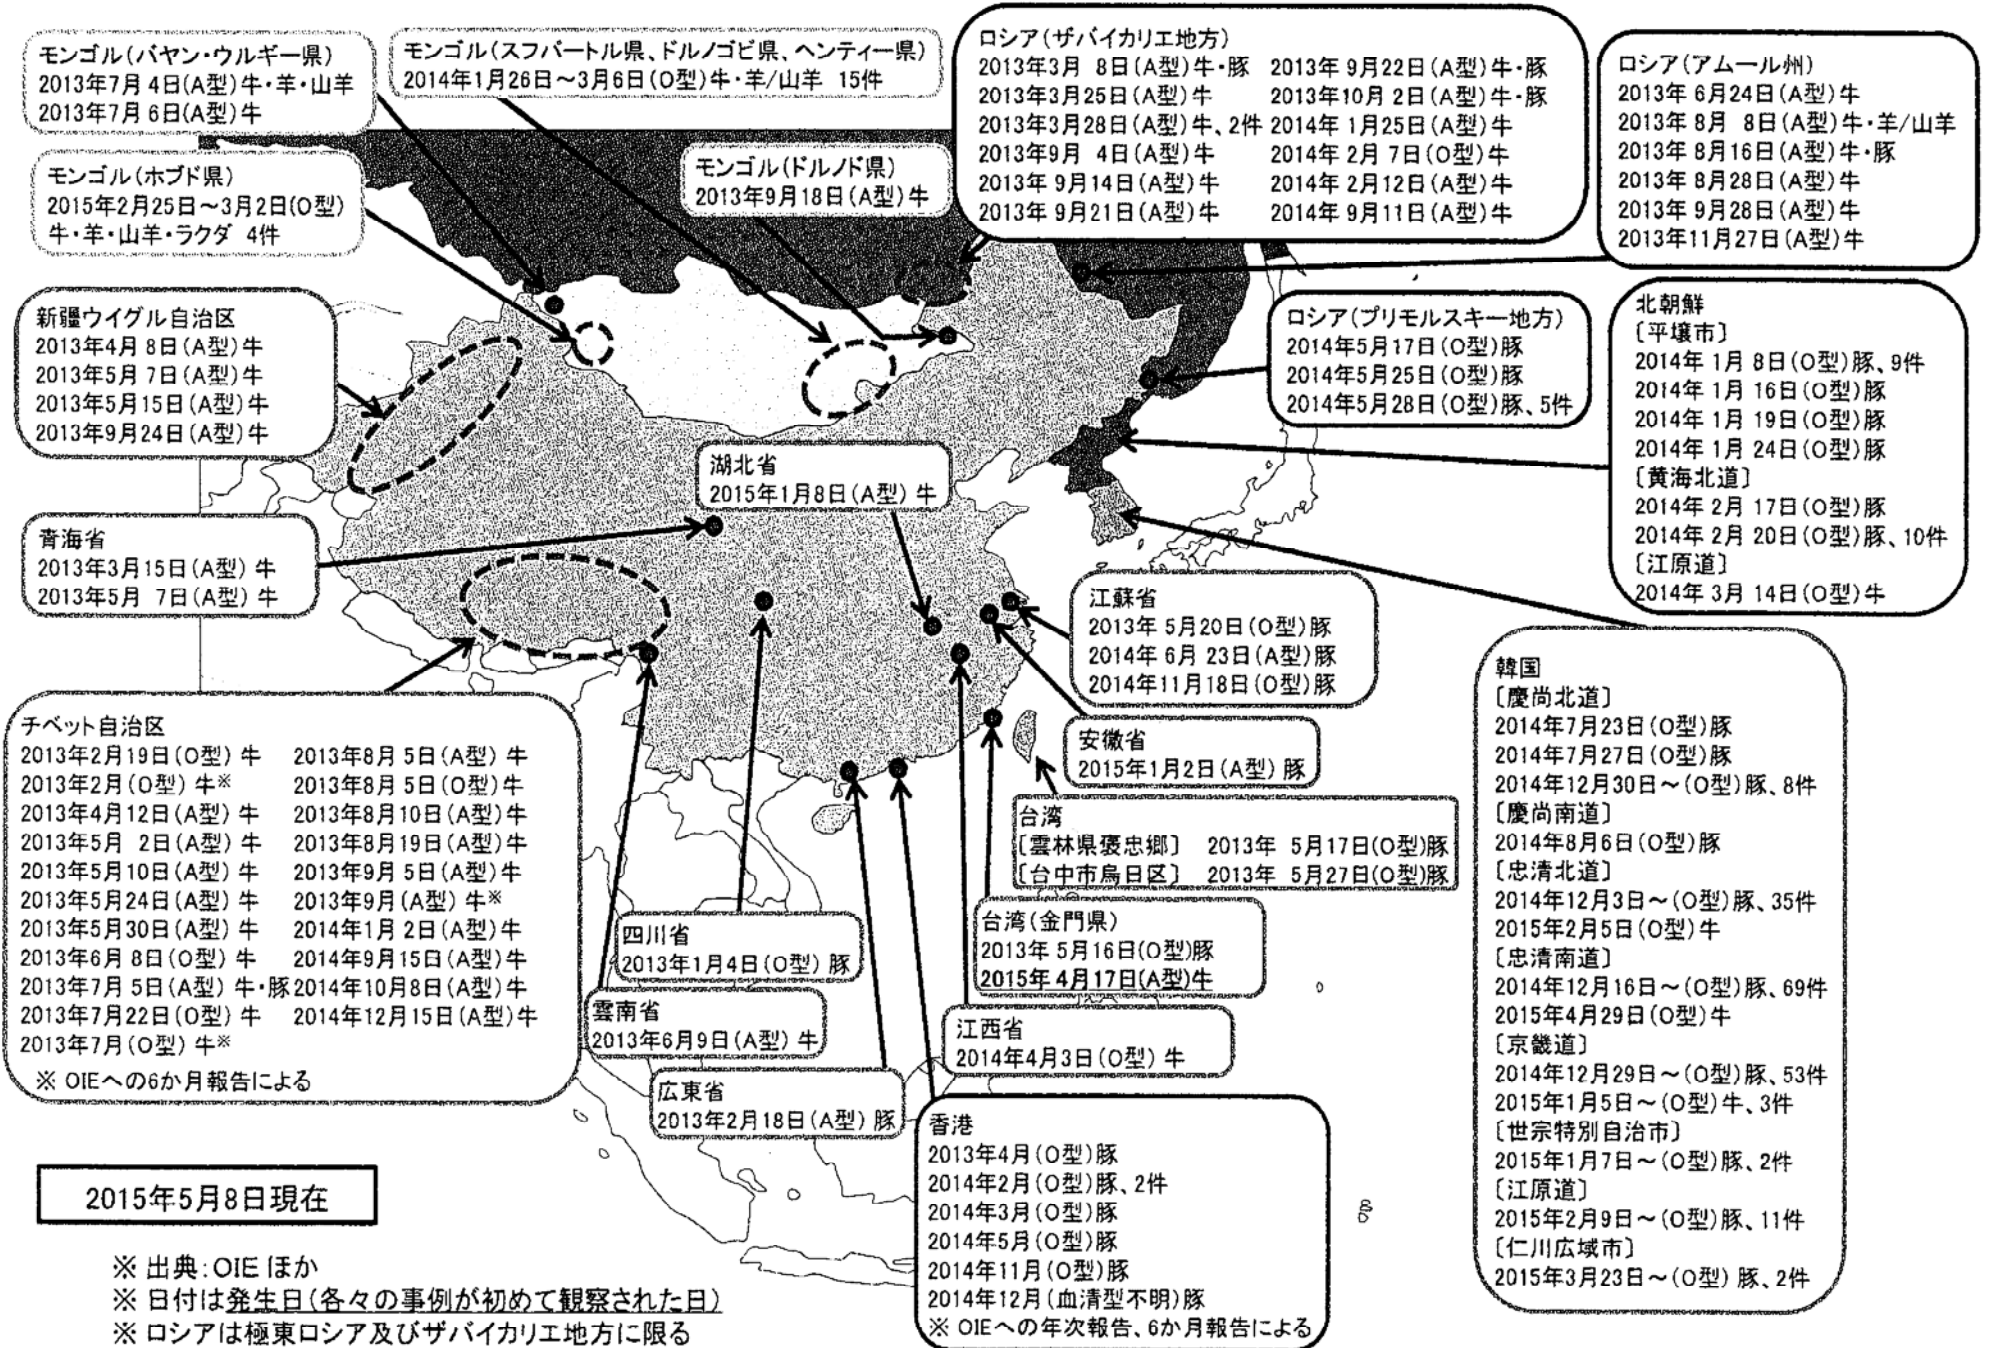 モンゴル(バヤン・ウルギー県)
2013年7月 4日(A型)牛・羊・山羊
2013年7月 6日(A型)牛
モンゴル(スフバートル県、ドルノゴビ県、ヘンティー県)
2014年1月26日～3月6日(O型)牛・羊/山羊 15件
モンゴル(ホブド県)
2015年2月25日～3月2日(O型)
牛・羊・山羊・ラクダ 4件
モンゴル(ドルノド県)
2013年9月18日(A型)牛
ロシア(ザバイカリエ地方)
2013年3月 8日(A型)牛・豚 2013年 9月22日(A型)牛・豚
2013年3月25日(A型)牛 2013年10月 2日(A型)牛・豚
2013年3月28日(A型)牛、2件 2014年 1月25日(A型)牛
2013年9月 4日(A型)牛 2014年 2月 7日(O型)牛
2013年 9月14日(A型)牛 2014年 2月12日(A型)牛
2013年 9月21日(A型)牛 2014年 9月11日(A型)牛
ロシア(アムール州)
2013年 6月24日(A型)牛
2013年 8月 8日(A型)牛・羊/山羊
2013年 8月16日(A型)牛・豚
2013年 8月28日(A型)牛
2013年 9月28日(A型)牛
2013年11月27日(A型)牛
新疆ウイグル自治区
2013年4月 8日(A型)牛
2013年5月 7日(A型)牛
2013年5月15日(A型)牛
2013年9月24日(A型)牛
ロシア(プリモルスキー地方)
2014年5月17日(O型)豚
2014年5月25日(O型)豚
2014年5月28日(O型)豚、5件
北朝鮮
〔平壌市〕
2014年 1月 8日(O型)豚、9件
2014年 1月 16日(O型)豚
2014年 1月 19日(O型)豚
2014年 1月 24日(O型)豚
〔黄海北道〕
2014年 2月 17日(O型)豚
2014年 2月 20日(O型)豚、10件
〔江原道〕
2014年 3月 14日(O型)牛
湖北省
2015年1月8日(A型) 牛
青海省
2013年3月15日(A型) 牛
2013年5月 7日(A型) 牛
江蘇省
2013年 5月20日(O型)豚
2014年 6月 23日(A型)豚
2014年11月18日(O型)豚
安徽省
2015年1月2日(A型) 豚
チベット自治区
2013年2月19日(O型) 牛 2013年8月 5日(A型) 牛
2013年2月(O型) 牛※ 2013年8月 5日(O型) 牛
2013年4月12日(A型) 牛 2013年8月10日(A型) 牛
2013年5月 2日(A型) 牛 2013年8月19日(A型) 牛
2013年5月10日(A型) 牛 2013年9月 5日(A型) 牛
2013年5月24日(A型) 牛 2013年9月(A型) 牛※
2013年5月30日(A型) 牛 2014年1月 2日(A型) 牛
2013年6月 8日(O型) 牛 2014年9月15日(A型) 牛
2013年7月 5日(A型) 牛・豚 2014年10月8日(A型) 牛
2013年7月22日(O型) 牛 2014年12月15日(A型) 牛
2013年7月(O型) 牛※
※ OIEへの6か月報告による
台湾
〔雲林県褒忠郷〕 2013年 5月17日(O型)豚
〔台中市烏日区〕 2013年 5月27日(O型)豚
四川省
2013年1月4日(O型) 豚
台湾(金門県)
2013年 5月16日(O型)豚
2015年 4月17日(A型)牛
雲南省
2013年6月9日(A型) 牛
江西省
2014年4月3日(O型) 牛
広東省
2013年2月18日(A型) 豚
香港
2013年4月(O型)豚
2014年2月(O型)豚、2件
2014年3月(O型)豚
2014年5月(O型)豚
2014年11月(O型)豚
2014年12月(血清型不明)豚
※ OIEへの年次報告、6か月報告による
韓国
〔慶尚北道〕
2014年7月23日(O型)豚
2014年7月27日(O型)豚
2014年12月30日～(O型)豚、8件
〔慶尚南道〕
2014年8月6日(O型)豚
〔忠清北道〕
2014年12月3日～(O型)豚、35件
2015年2月5日(O型)牛
〔忠清南道〕
2014年12月16日～(O型)豚、69件
2015年4月29日(O型)牛
〔京畿道〕
2014年12月29日～(O型)豚、53件
2015年1月5日～(O型)牛、3件
〔世宗特別自治市〕
2015年1月7日～(O型)豚、2件
〔江原道〕
2015年2月9日～(O型)豚、11件
〔仁川広域市〕
2015年3月23日～(O型) 豚、2件
2015年5月8日現在
※ 出典:OIE ほか
※ 日付は発生日(各々の事例が初めて観察された日)
※ ロシアは極東ロシア及びザバイカリエ地方に限る